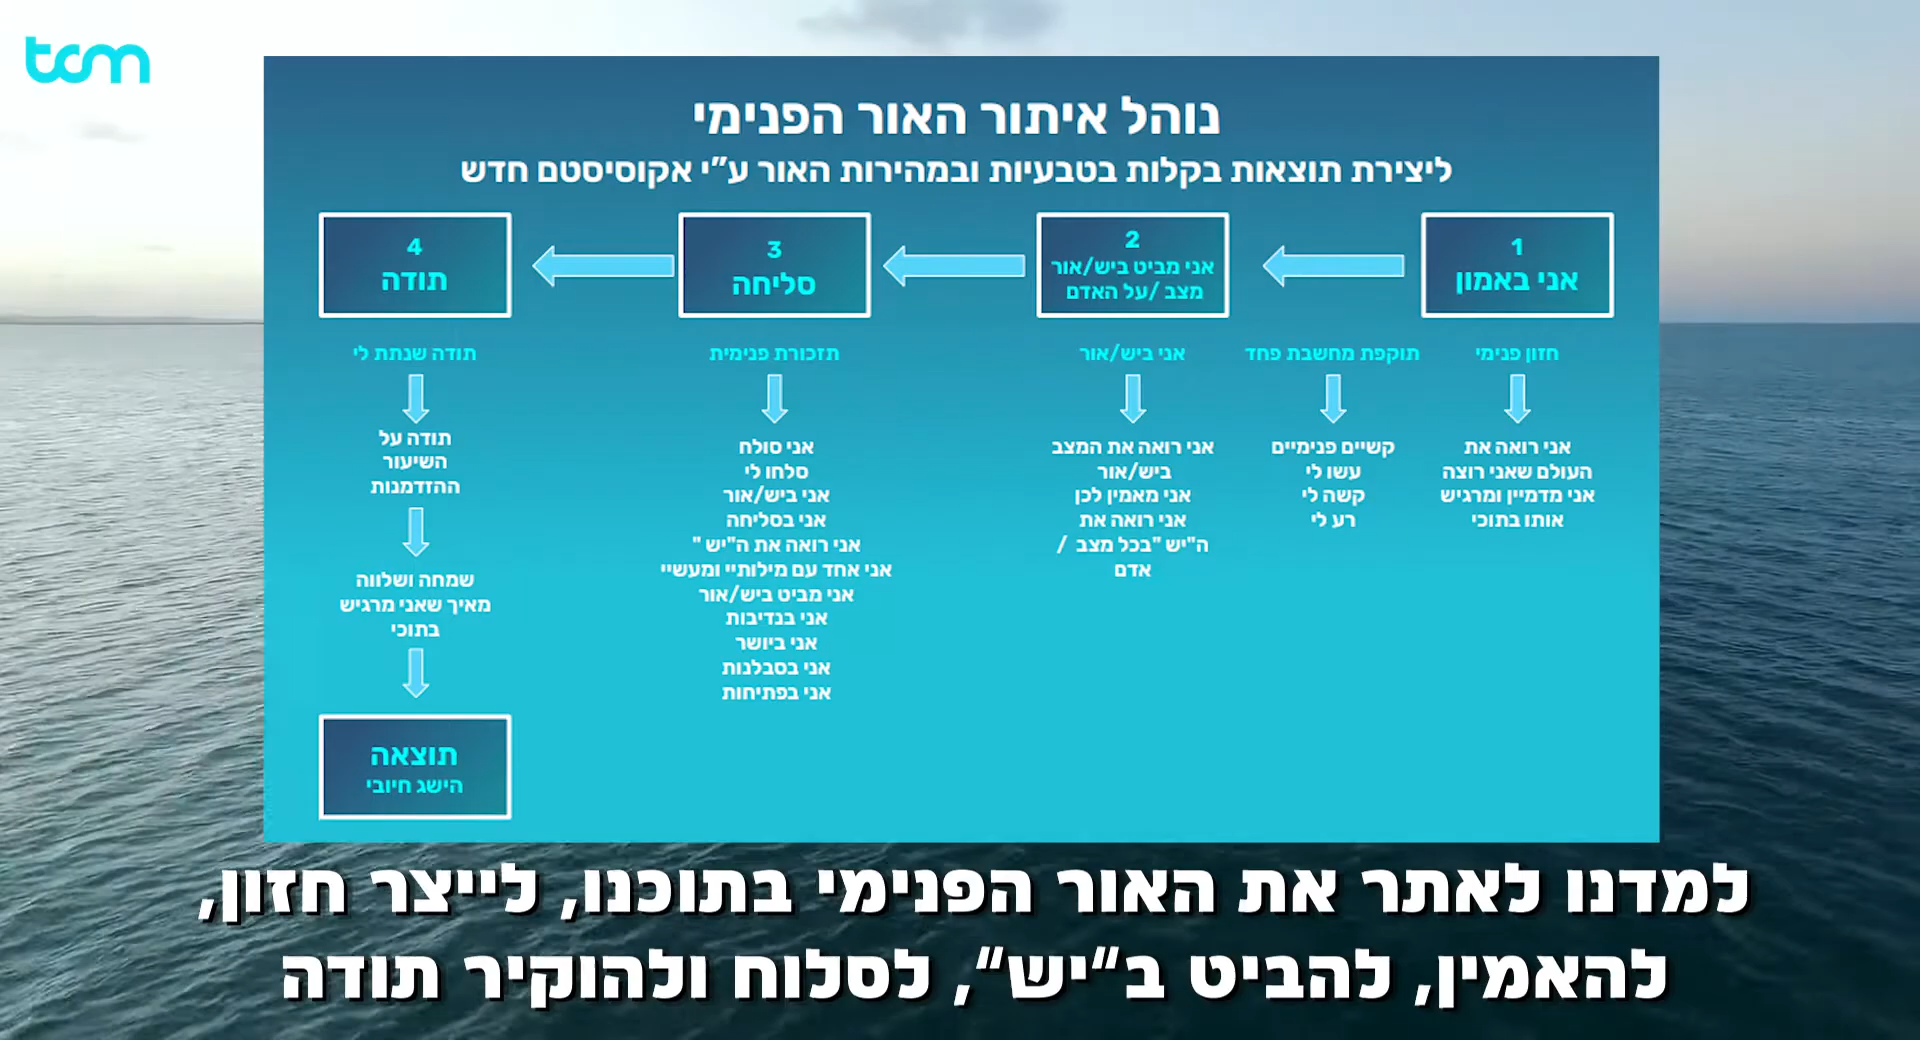 tcm
נוהל איתור האור הפנימי
ליצירת תוצאות בקלות בטבעיות ובמהירות האור ע״י אקוסיסטם חדש
1
אני באמון
2
אני מביט ביש/אור
מצב /על האדם
3
סליחה
4
תודה
חזון פנימי
אני רואה את
העולם שאני רוצה
אני מדמיין ומרגיש
אותו בתוכי
תוקפת מחשבת פחד
קשיים פנימיים
עשו לי
קשה לי
רע לי
אני ביש/אור
אני רואה את המצב
ביש/אור
אני מאמין לכן
אני רואה את
ה"יש "בכל מצב /
אדם
תזכורת פנימית
אני סולח
סלחו לי
אני ביש/אור
אני בסליחה
אני רואה את ה"יש "
אני אחד עם מילותיי ומעשיי
אני מביט ביש/אור
אני בנדיבות
אני ביושר
אני בסבלנות
אני בפתיחות
תודה שנתת לי
תודה על
השיעור
ההזדמנות
שמחה ושלווה
מאיך שאני מרגיש
בתוכי
תוצאה
הישג חיובי
למדנו לאתר את האור הפנימי בתוכנו, לייצר חזון,
להאמין, להביט ב״יש״, לסלוח ולהוקיר תודה